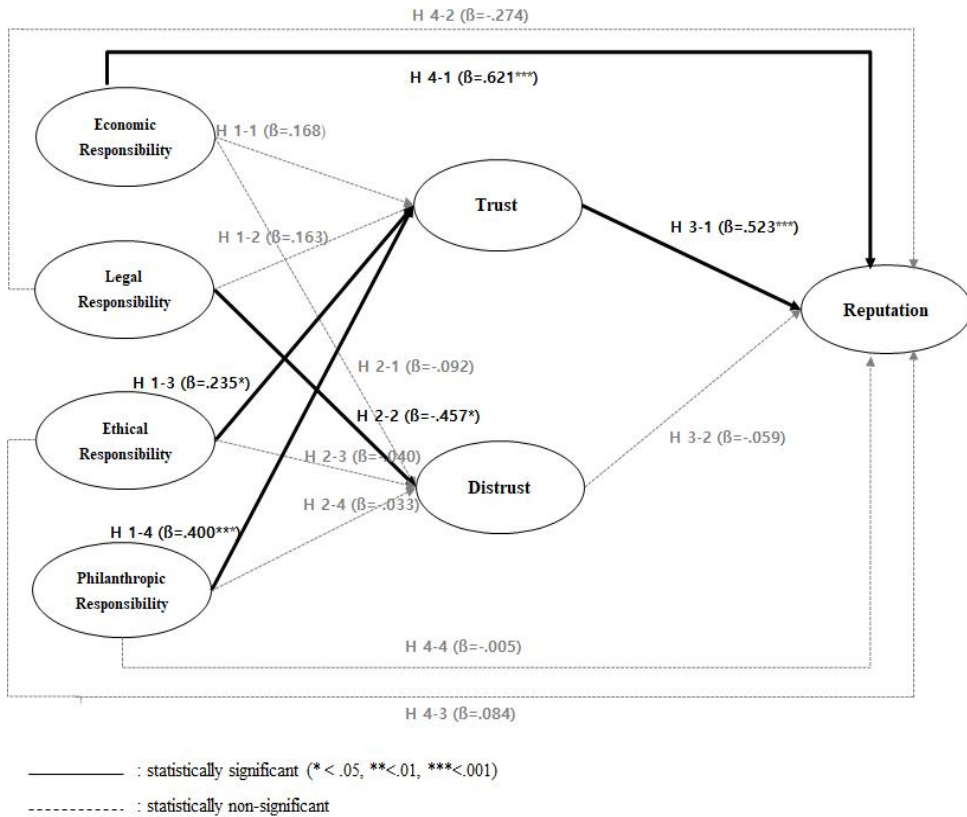 H 4-2 (ß=-.274)
H 4-1 (ß=.621***)
Economic
Responsibility
H 1-1 (ß=.168)
Trust
H 1-2 (ß=.163)
H 3-1 (ß=.523***)
Legal
Responsibility
Reputation
H 2-1 (ß=-.092)
H 1-3 (ß=.235*)
H 2-2 (ß=-.457*)
Ethical
Responsibility
H 3-2 (ß=-.059)
H 2-3 (ß=-.040)
Distrust
H 2-4 (ß=-.033)
H 1-4 (ß=.400***)
Philanthropic
Responsibility
H 4-4 (ß=-.005)
H 4-3 (ß=.084)
: statistically significant (* < .05, **<.01, ***<.001)
: statistically non-significant